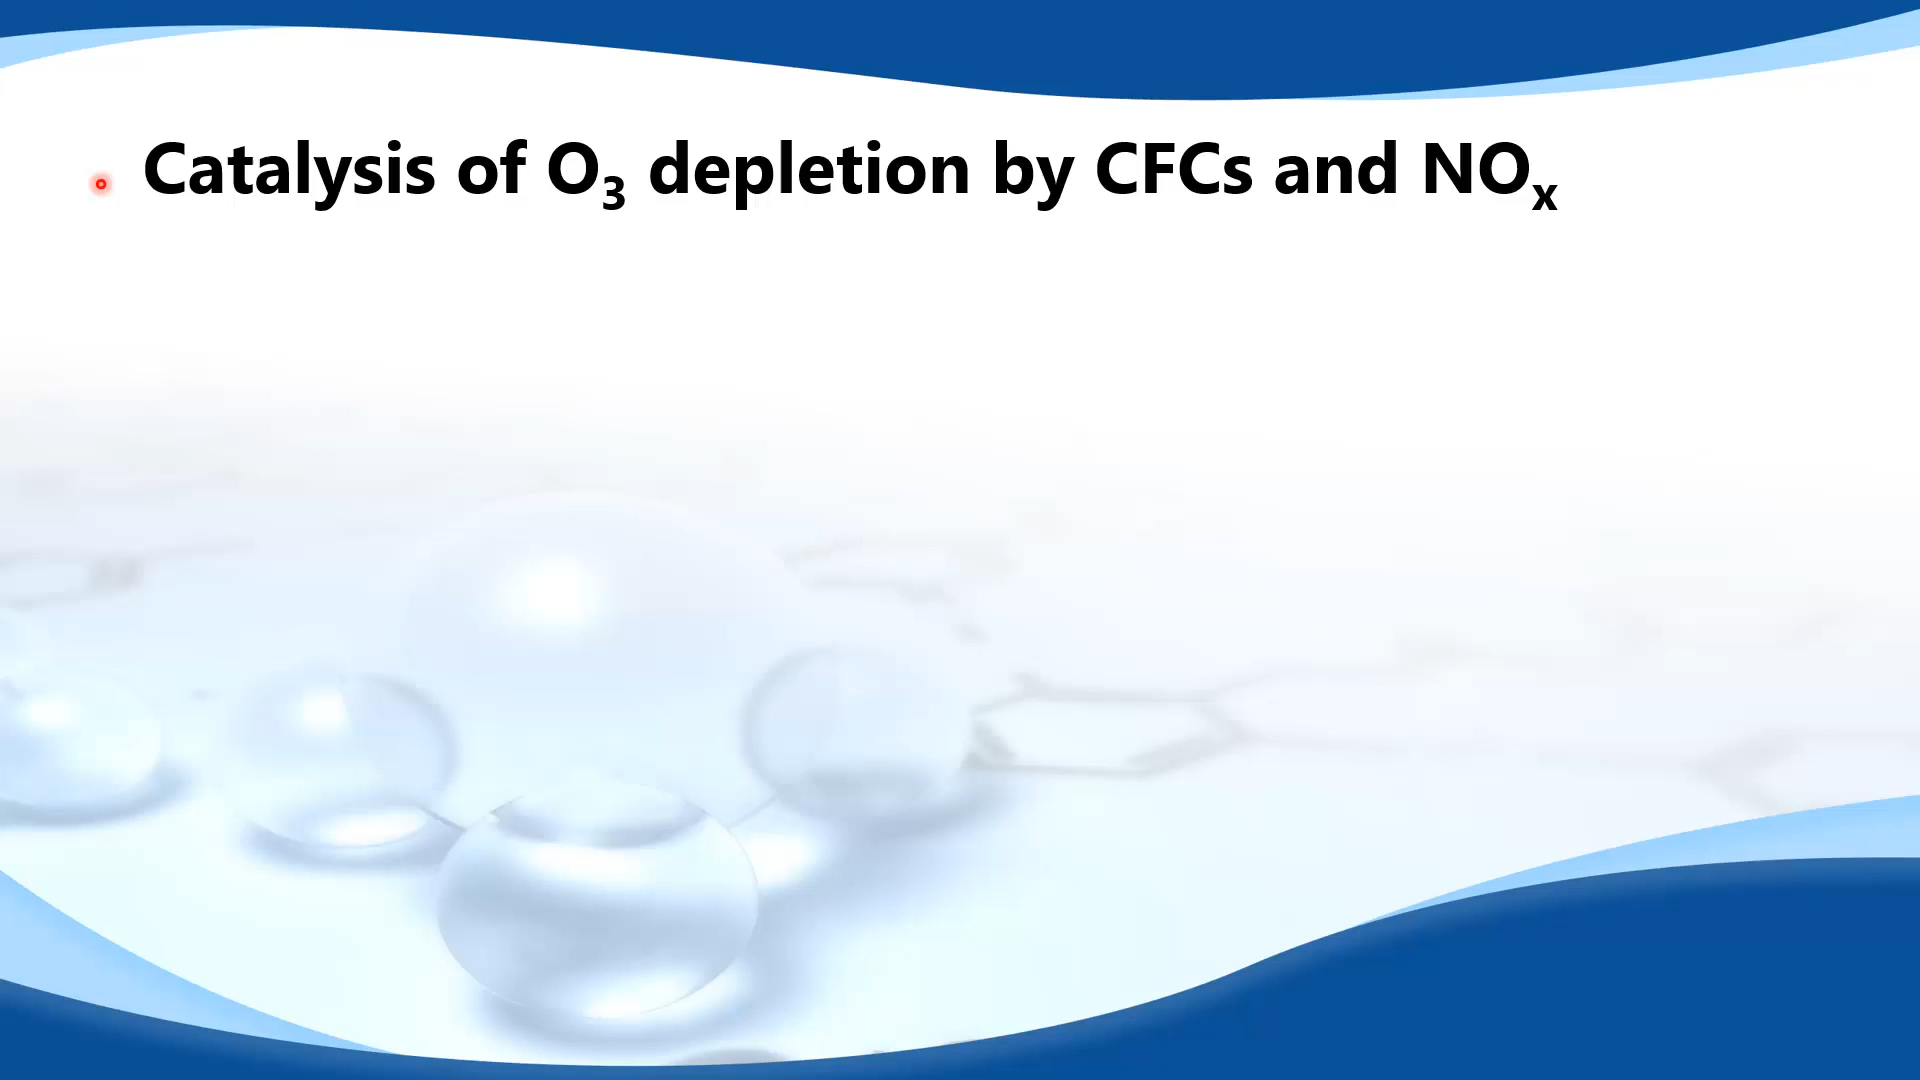 Catalysis of O₃ depletion by CFCs and NOₓ